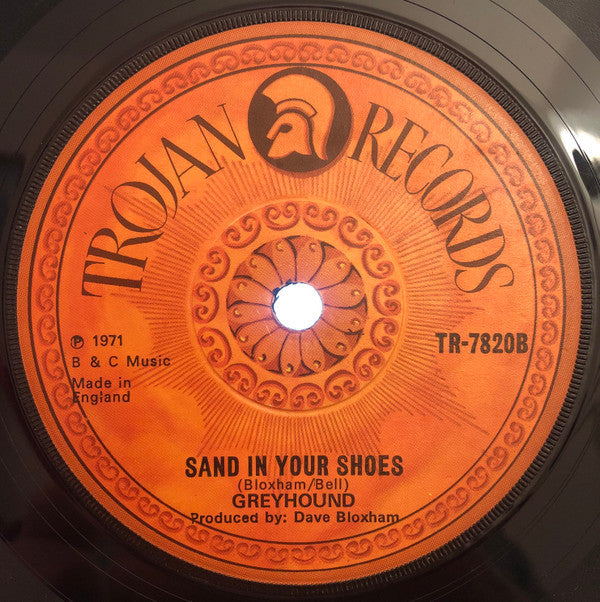 TROJAN RECORDS
℗ 1971
B & C Music
Made in
England
TR-7820B
SAND IN YOUR SHOES
(Bloxham/Bell)
GREYHOUND
Produced by: Dave Bloxham